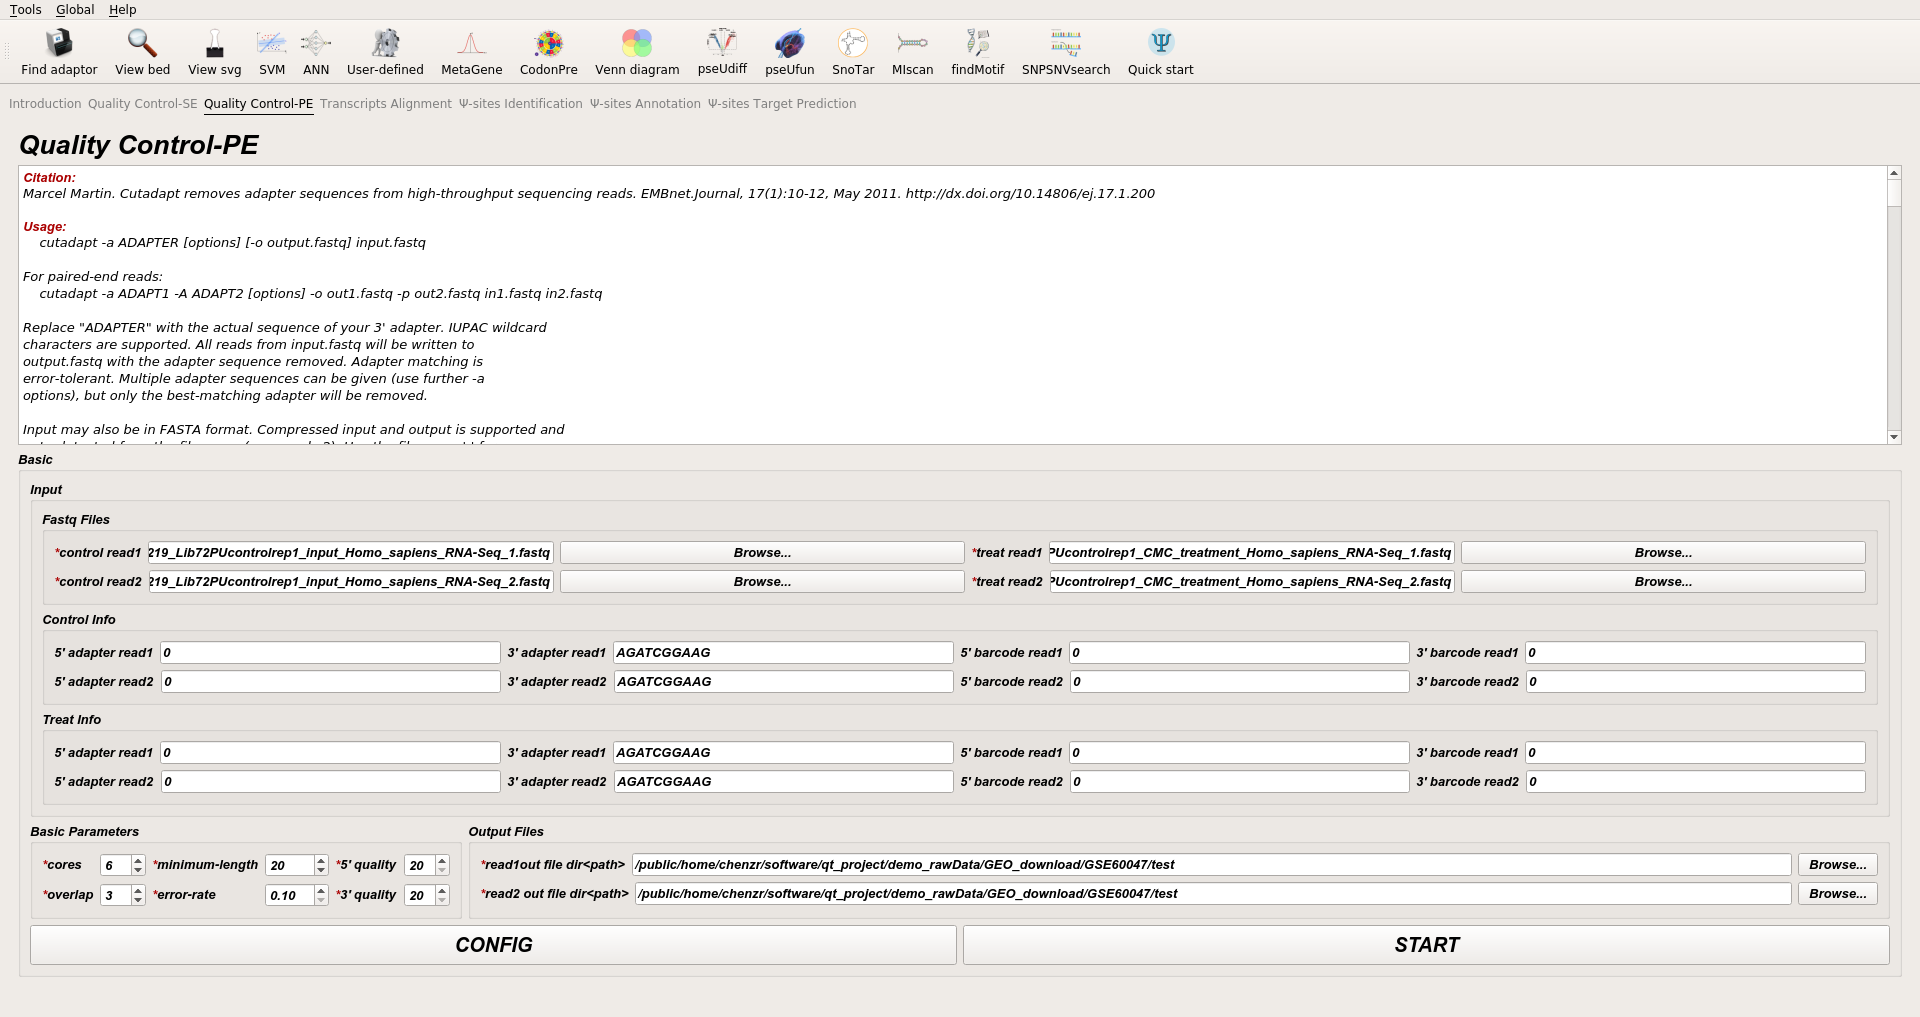 Tools Global Help
Find adaptor View bed View svg SVM ANN User-defined MetaGene CodonPre Venn diagram pseUdiff pseUfun SnoTar MIscan findMotif SNPSNVsearch Quick start
Introduction Quality Control-SE Quality Control-PE Transcripts Alignment Ψ-sites Identification Ψ-sites Annotation Ψ-sites Target Prediction
Quality Control-PE
Citation:
Marcel Martin. Cutadapt removes adapter sequences from high-throughput sequencing reads. EMBnet.Journal, 17(1):10-12, May 2011. http://dx.doi.org/10.14806/ej.17.1.200
Usage:
cutadapt -a ADAPTER [options] [-o output.fastq] input.fastq
For paired-end reads:
cutadapt -a ADAPT1 -A ADAPT2 [options] -o out1.fastq -p out2.fastq in1.fastq in2.fastq
Replace "ADAPTER" with the actual sequence of your 3' adapter. IUPAC wildcard
characters are supported. All reads from input.fastq will be written to
output.fastq with the adapter sequence removed. Adapter matching is
error-tolerant. Multiple adapter sequences can be given (use further -a
options), but only the best-matching adapter will be removed.
Input may also be in FASTA format. Compressed input and output is supported and
Basic
Input
Fastq Files
*control read1 219_Lib72PUcontrolrep1_input_Homo_sapiens_RNA-Seq_1.fastq Browse... *treat read1 PUcontrolrep1_CMC_treatment_Homo_sapiens_RNA-Seq_1.fastq Browse...
*control read2 219_Lib72PUcontrolrep1_input_Homo_sapiens_RNA-Seq_2.fastq Browse... *treat read2 PUcontrolrep1_CMC_treatment_Homo_sapiens_RNA-Seq_2.fastq Browse...
Control Info
5' adapter read1 0 3' adapter read1 AGATCGGAAG 5' barcode read1 0 3' barcode read1 0
5' adapter read2 0 3' adapter read2 AGATCGGAAG 5' barcode read2 0 3' barcode read2 0
Treat Info
5' adapter read1 0 3' adapter read1 AGATCGGAAG 5' barcode read1 0 3' barcode read1 0
5' adapter read2 0 3' adapter read2 AGATCGGAAG 5' barcode read2 0 3' barcode read2 0
Basic Parameters Output Files
*cores 6 *minimum-length 20 *5' quality 20 *read1out file dir<path> /public/home/chenzr/software/qt_project/demo_rawData/GEO_download/GSE60047/test Browse...
*overlap 3 *error-rate 0.10 *3' quality 20 *read2 out file dir<path> /public/home/chenzr/software/qt_project/demo_rawData/GEO_download/GSE60047/test Browse...
CONFIG START